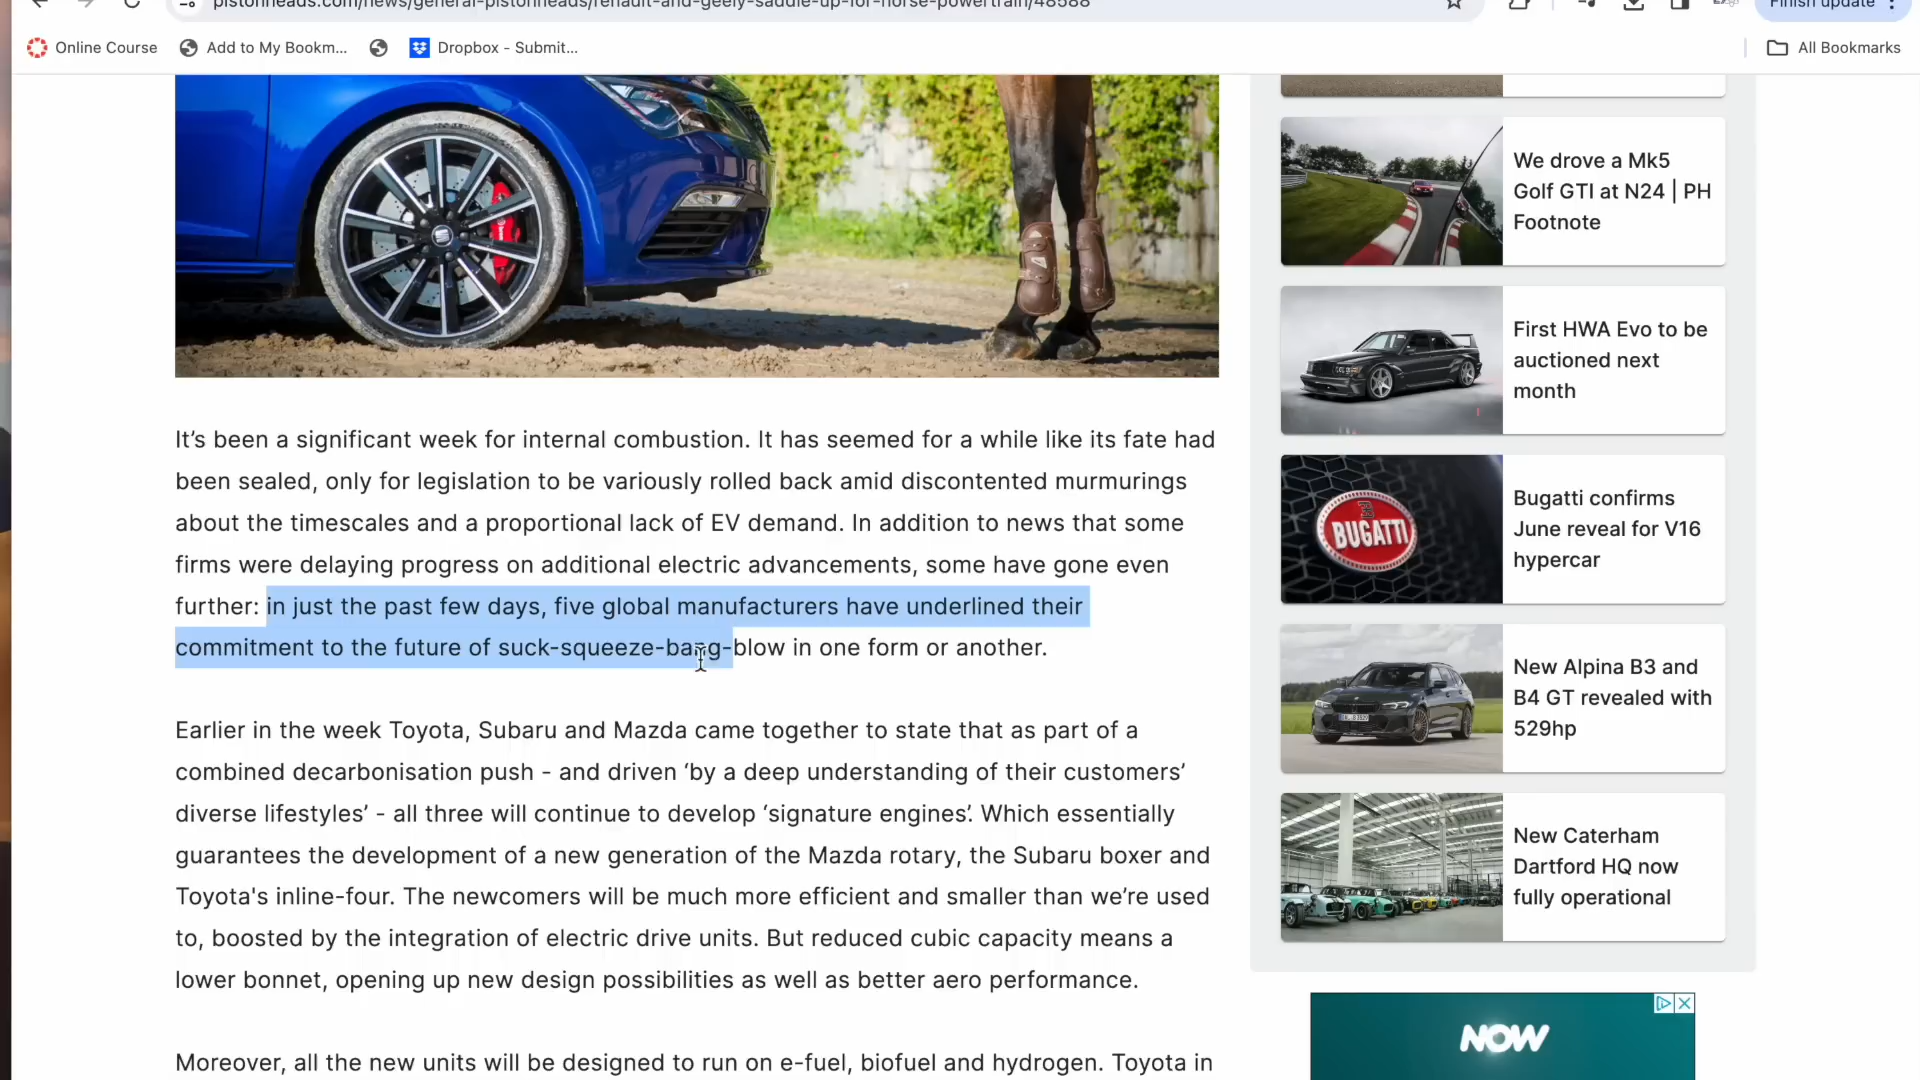 pistonheads.com/news/general-pistonheads/renault-and-geely-saddle-up-for-horse-powertrain/48588
Finish update
Online Course
Add to My Bookm...
Dropbox - Submit...
All Bookmarks
It's been a significant week for internal combustion. It has seemed for a while like its fate had
been sealed, only for legislation to be variously rolled back amid discontented murmurings
about the timescales and a proportional lack of EV demand. In addition to news that some
firms were delaying progress on additional electric advancements, some have gone even
further: in just the past few days, five global manufacturers have underlined their
commitment to the future of suck-squeeze-bang-blow in one form or another.
Earlier in the week Toyota, Subaru and Mazda came together to state that as part of a
combined decarbonisation push - and driven ‘by a deep understanding of their customers’
diverse lifestyles’ - all three will continue to develop ‘signature engines’. Which essentially
guarantees the development of a new generation of the Mazda rotary, the Subaru boxer and
Toyota's inline-four. The newcomers will be much more efficient and smaller than we’re used
to, boosted by the integration of electric drive units. But reduced cubic capacity means a
lower bonnet, opening up new design possibilities as well as better aero performance.
Moreover, all the new units will be designed to run on e-fuel, biofuel and hydrogen. Toyota in
We drove a Mk5
Golf GTI at N24 | PH
Footnote
First HWA Evo to be
auctioned next
month
BUGATTI
Bugatti confirms
June reveal for V16
hypercar
New Alpina B3 and
B4 GT revealed with
529hp
New Caterham
Dartford HQ now
fully operational
NOW